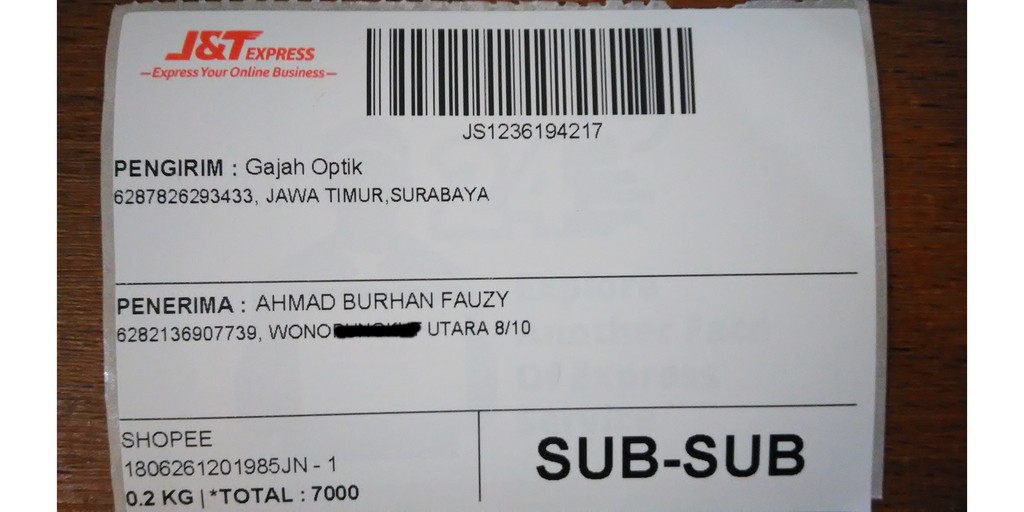 J&T EXPRESS
—Express Your Online Business—
JS1236194217
PENGIRIM : Gajah Optik
6287826293433, JAWA TIMUR,SURABAYA
PENERIMA : AHMAD BURHAN FAUZY
6282136907739, UTARA 8/10
SHOPEE
1806261201985JN - 1
0.2 KG | *TOTAL : 7000
SUB-SUB